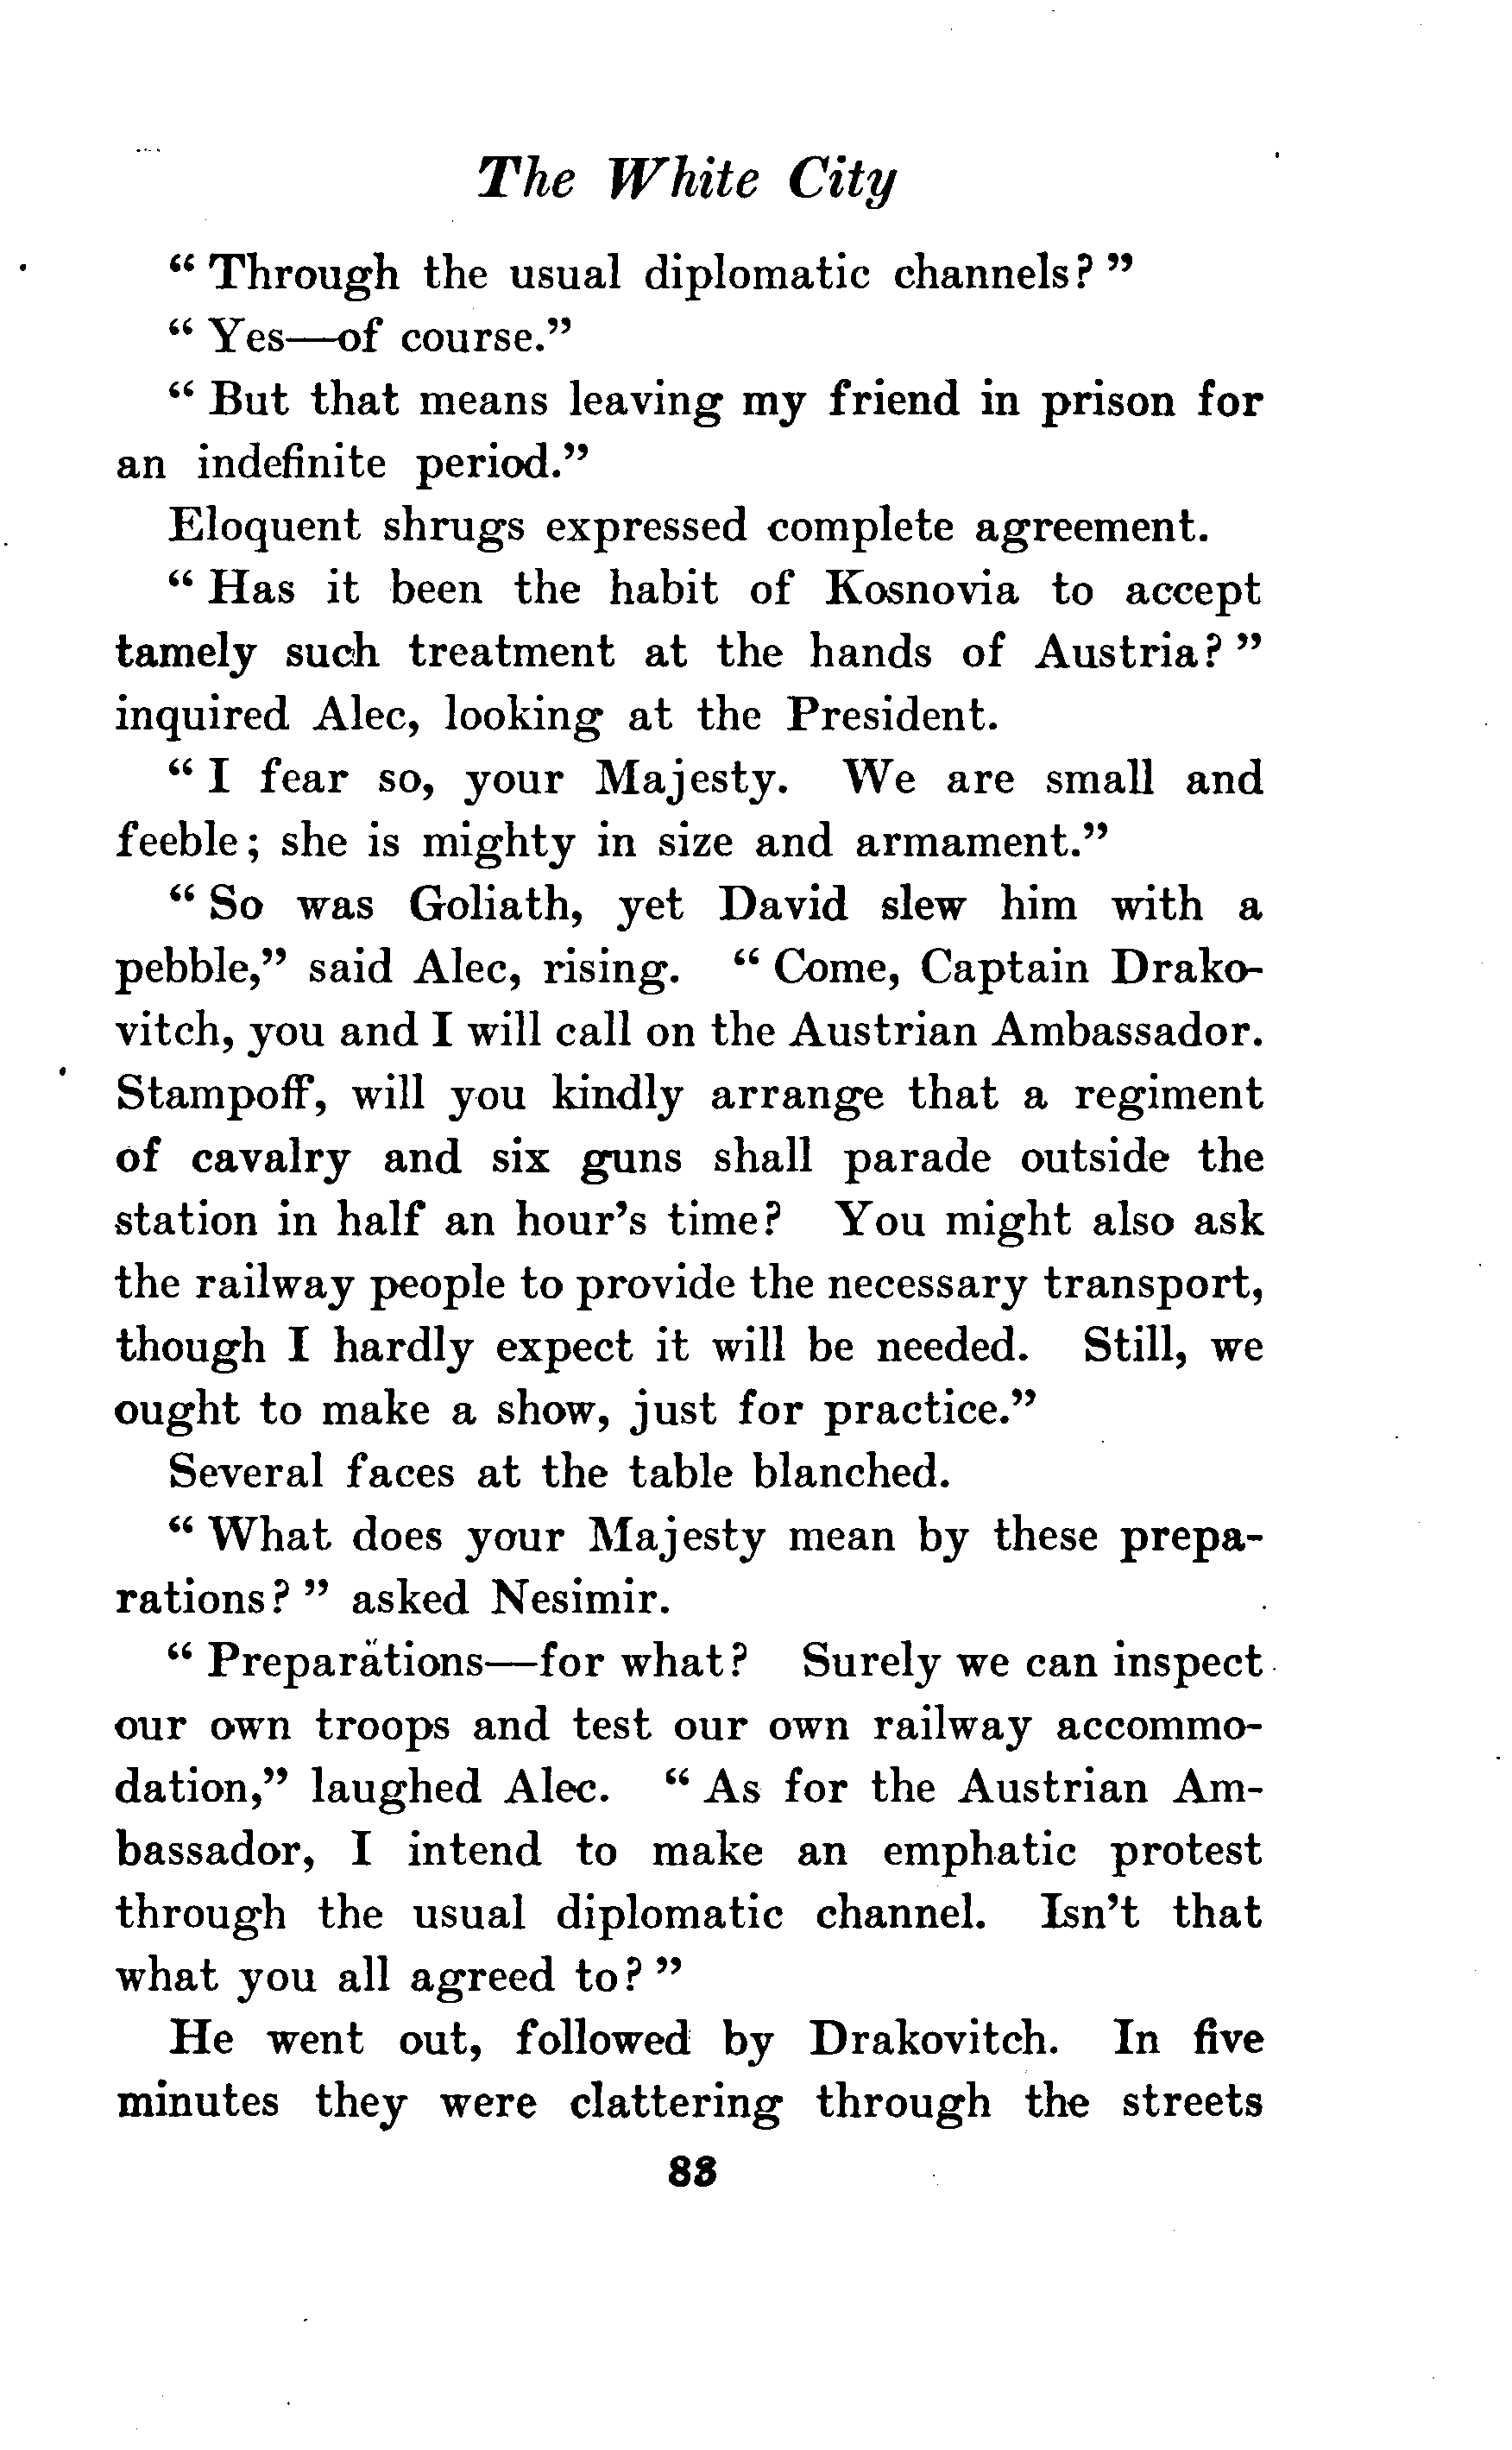 The White City
“ Through the usual diplomatic channels? ”
“ Yes—of course.”
“ But that means leaving my friend in prison for
an indefinite period.”
Eloquent shrugs expressed complete agreement.
“ Has it been the habit of Kosnovia to accept
tamely such treatment at the hands of Austria? ”
inquired Alec, looking at the President.
“ I fear so, your Majesty. We are small and
feeble; she is mighty in size and armament.”
“ So was Goliath, yet David slew him with a
pebble,” said Alec, rising. “ Come, Captain Drako-
vitch, you and I will call on the Austrian Ambassador.
Stampoff, will you kindly arrange that a regiment
of cavalry and six guns shall parade outside the
station in half an hour’s time? You might also ask
the railway people to provide the necessary transport,
though I hardly expect it will be needed. Still, we
ought to make a show, just for practice.”
Several faces at the table blanched.
“ What does your Majesty mean by these prepa-
rations? ” asked Nesimir.
“ Preparations—for what? Surely we can inspect
our own troops and test our own railway accommo-
dation,” laughed Alec. “ As for the Austrian Am-
bassador, I intend to make an emphatic protest
through the usual diplomatic channel. Isn’t that
what you all agreed to? ”
He went out, followed by Drakovitch. In five
minutes they were clattering through the streets
83